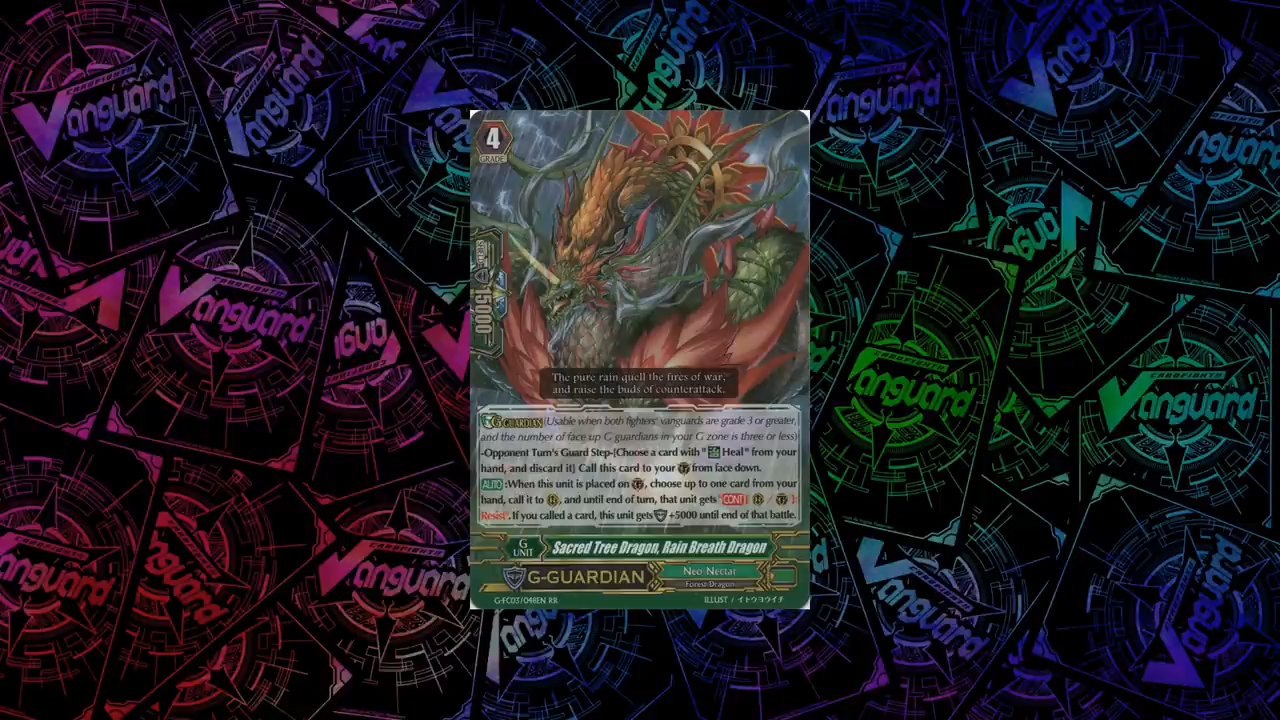 CARDFIGHT!!
Vanguard
4
GRADE
15000
The pure rain quell the fires of war,
and raise the buds of counterattack.
G GUARDIAN (Usable when both fighters' vanguards are grade 3 or greater,
and the number of face up G guardians in your G zone is three or less)
-Opponent Turn's Guard Step-[Choose a card with " Heal" from your
hand, and discard it] Call this card to your G from face down.
AUTO :When this unit is placed on G, choose up to one card from your
hand, call it to R, and until end of turn, that unit gets "CONT [ R / G ]:
Resist". If you called a card, this unit gets +5000 until end of that battle.
G
UNIT
Sacred Tree Dragon, Rain Breath Dragon
G-GUARDIAN
Neo Nectar
Forest Dragon
G-FC03/048EN RR
ILLUST / イトウヨウイチ